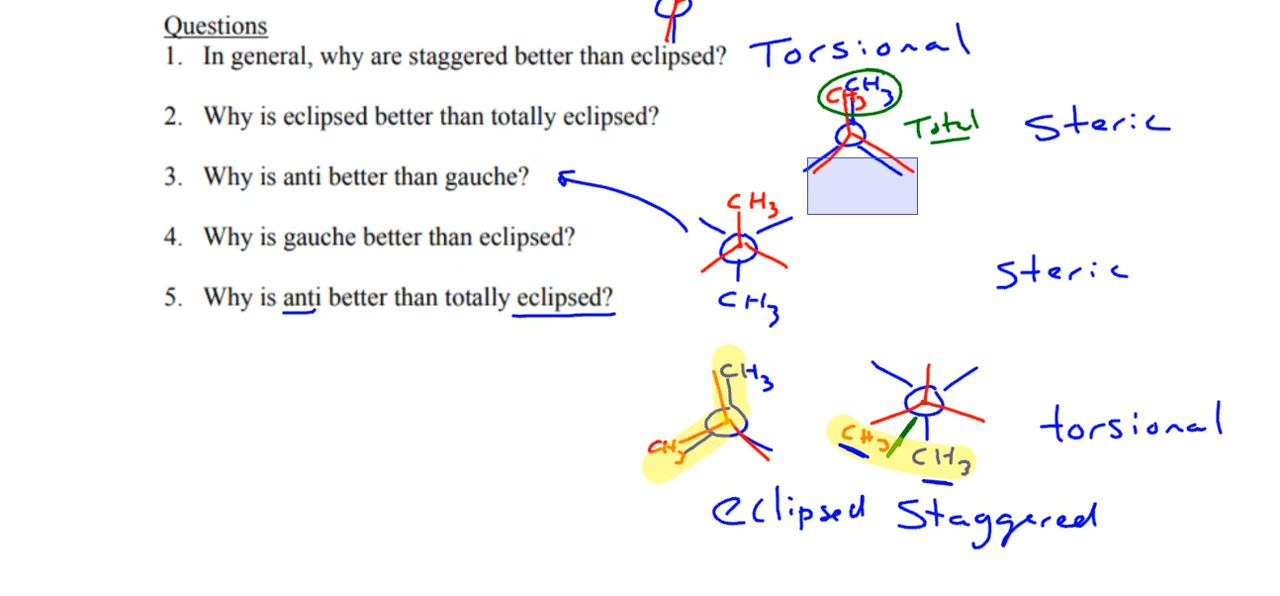 Questions
1. In general, why are staggered better than eclipsed? Torsional
CH3 CH3
2. Why is eclipsed better than totally eclipsed? Total Steric
3. Why is anti better than gauche?
CH3
4. Why is gauche better than eclipsed?
steric
5. Why is anti better than totally eclipsed? CH3
CH3
CH3 CH3 torsional
CH3
eclipsed Staggered